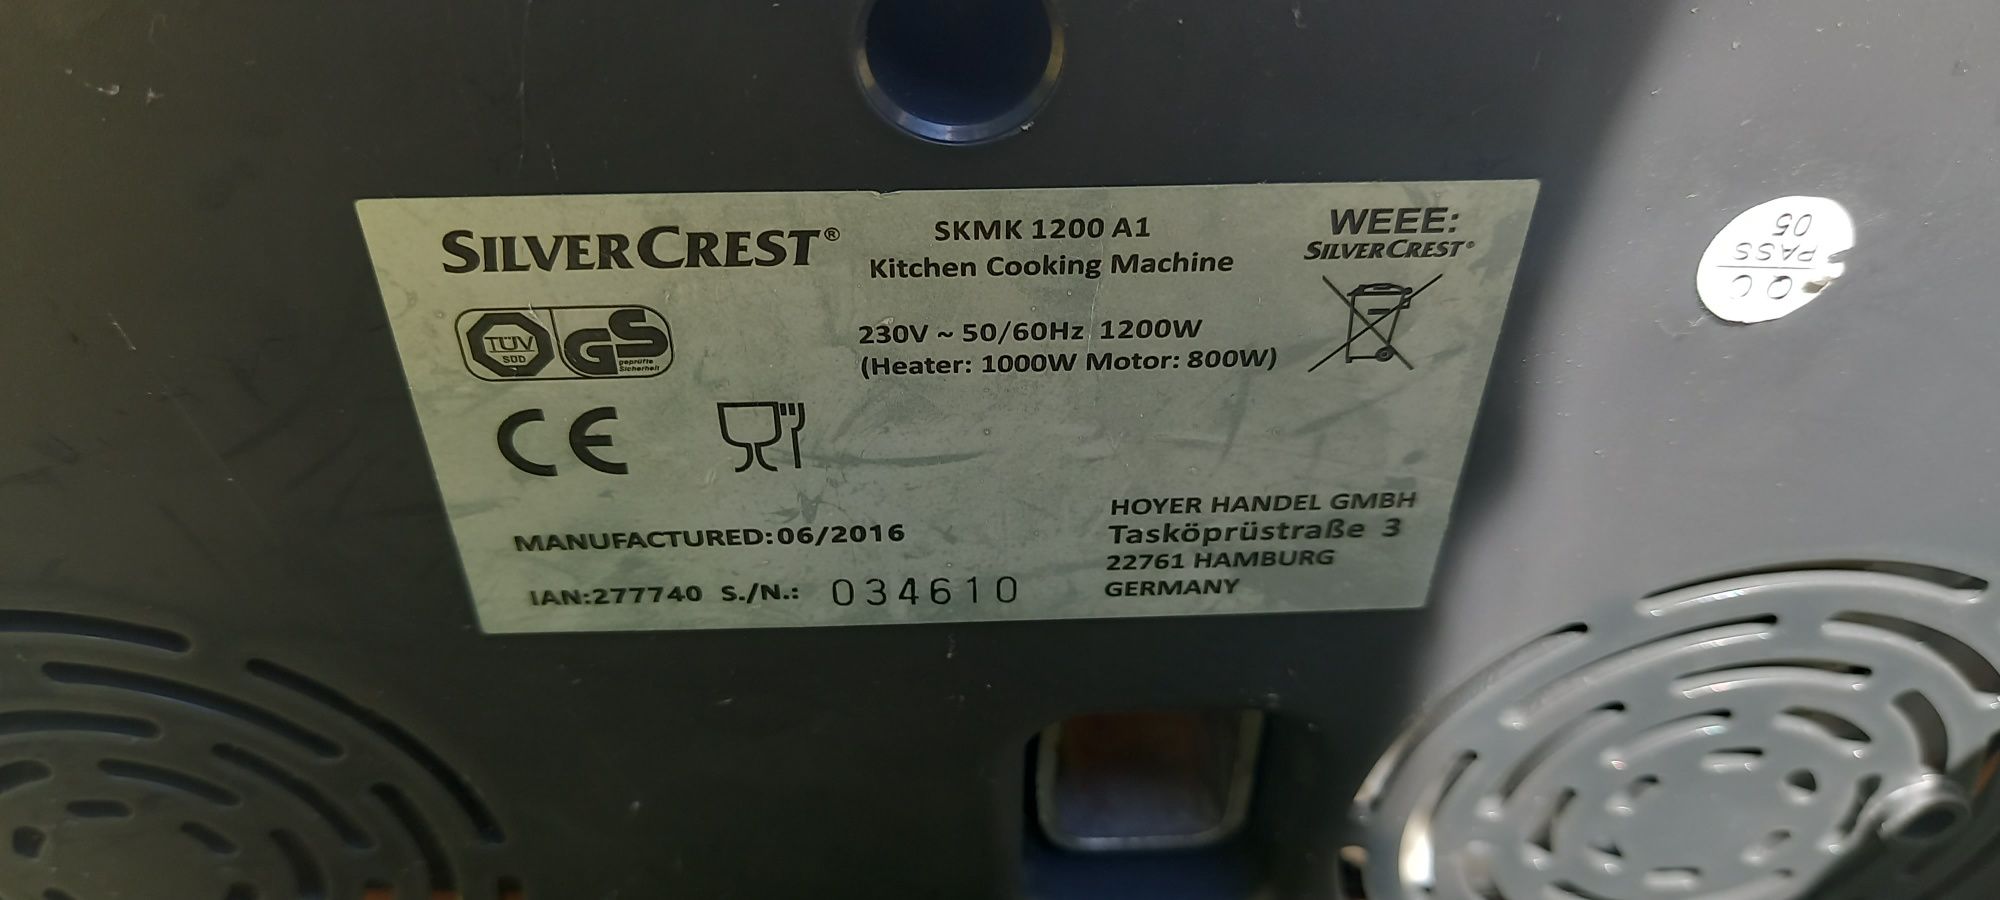 SILVERCREST®
SKMK 1200 A1
Kitchen Cooking Machine
230V ~ 50/60Hz 1200W
(Heater: 1000W Motor: 800W)
WEEE:
SILVERCREST®
TÜV
SÜD
GS
geprüfte
Sicherheit
CE
MANUFACTURED:06/2016
IAN:277740 S./N.: 034610
HOYER HANDEL GMBH
Tasköprüstraße 3
22761 HAMBURG
GERMANY
QC
PASS
05